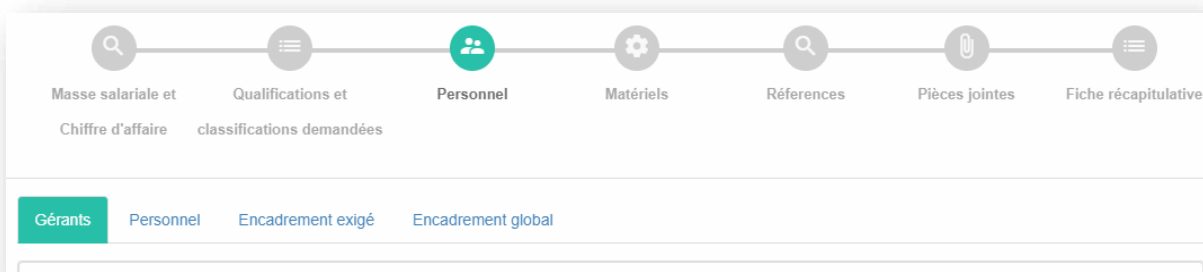 Masse salariale et
Chiffre d'affaire
Qualifications et
classifications demandées
Personnel
Matériels
Réferences
Pièces jointes
Fiche récapitulative
Gérants
Personnel
Encadrement exigé
Encadrement global